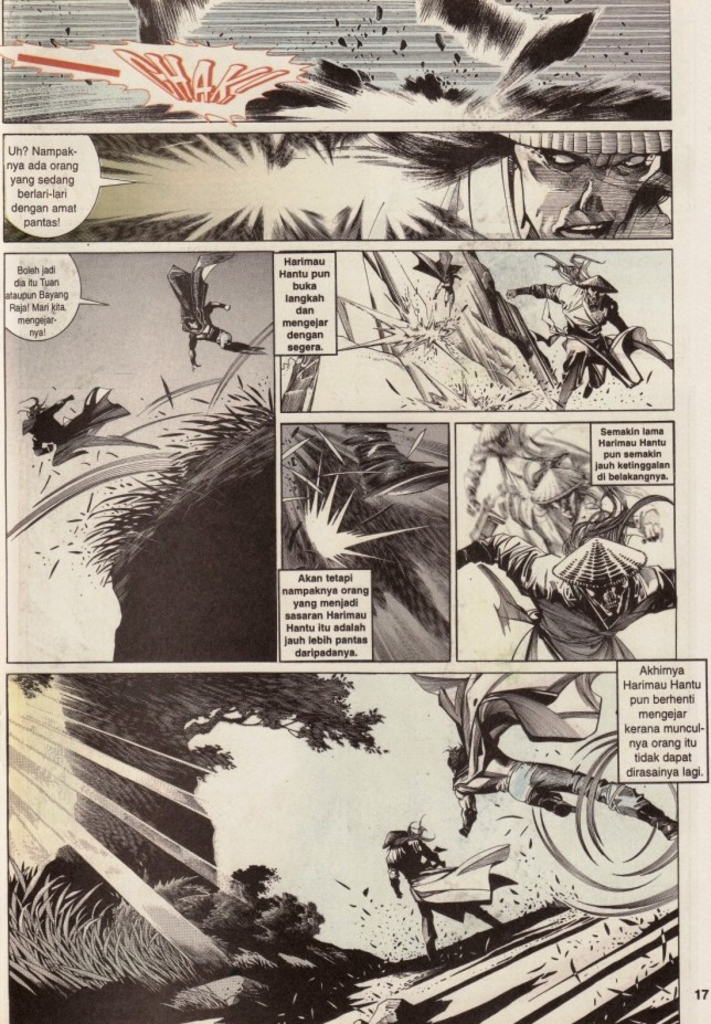 CHAK!
Uh? Nampak-
nya ada orang
yang sedang
berlari-lari
dengan amat
pantas!
Boleh jadi
dia itu Tuan
ataupun Bayang
Raja! Mari kita
mengejar-
nya!
Harimau
Hantu pun
buka
langkah
dan
mengejar
dengan
segera.
Akan tetapi
nampaknya orang
yang menjadi
sasaran Harimau
Hantu itu adalah
jauh lebih pantas
daripadanya.
Semakin lama
Harimau Hantu
pun semakin
jauh ketinggalan
di belakangnya.
Akhirnya
Harimau Hantu
pun berhenti
mengejar
kerana muncul-
nya orang itu
tidak dapat
dirasainya lagi.
17